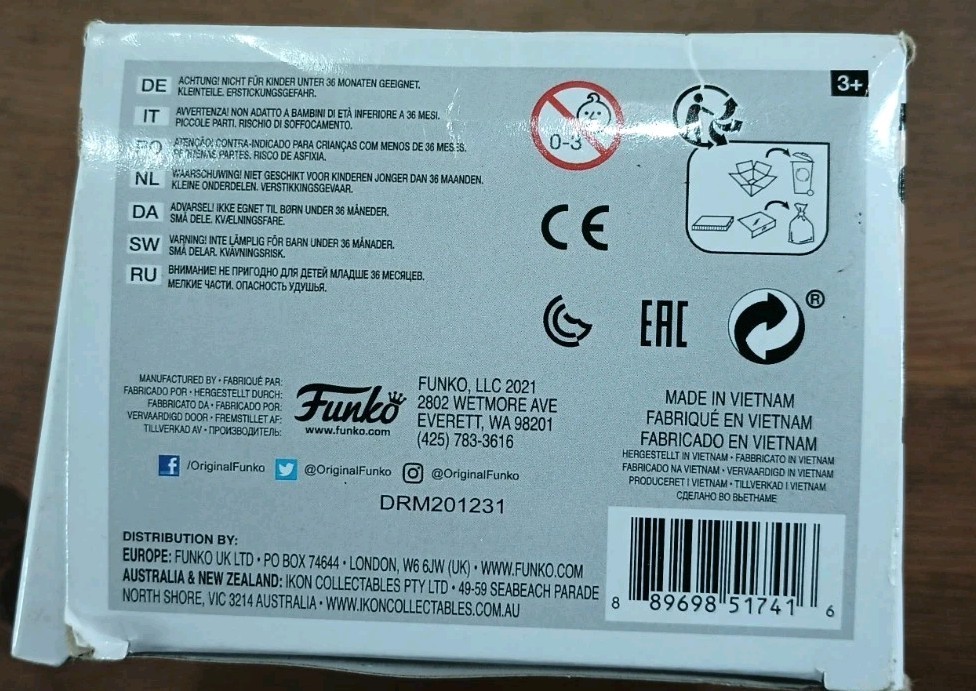 DE ACHTUNG! NICHT FÜR KINDER UNTER 36 MONATEN GEEIGNET.
KLEINTEILE. ERSTICKUNGSGEFAHR.
IT AVVERTENZA! NON ADATTO A BAMBINI DI ETÀ INFERIORE A 36 MESI.
PICCOLE PARTI. RISCHIO DI SOFFOCAMENTO.
ATENÇÃO! CONTRA-INDICADO PARA CRIANÇAS COM MENOS DE 36 MESES.
PARTES. RISCO DE ASFIXIA.
NL WAARSCHUWING! NIET GESCHIKT VOOR KINDEREN JONGER DAN 36 MAANDEN.
KLEINE ONDERDELEN. VERSTIKKINGSGEVAAR.
DA ADVARSEL! IKKE EGNET TIL BØRN UNDER 36 MÅNEDER.
SMÅ DELE. KVÆLNINGSFARE.
SW VARNING! INTE LÄMPLIG FÖR BARN UNDER 36 MÅNADER.
SMÅ DELAR. KVÄVNINGSRISK.
RU ВНИМАНИЕ! НЕ ПРИГОДНО ДЛЯ ДЕТЕЙ МЛАДШЕ 36 МЕСЯЦЕВ.
МЕЛКИЕ ЧАСТИ. ОПАСНОСТЬ УДУШЬЯ.
3+
0-3
CE
EAC
®
MANUFACTURED BY • FABRIQUÉ PAR:
FABRICADO POR • HERGESTELLT DURCH:
FABBRICATO DA • FABRICADO POR:
VERVAARDIGD DOOR • FREMSTILLET AF:
TILLVERKAD AV • ПРОИЗВОДИТЕЛЬ:
Funko
www.funko.com
FUNKO, LLC 2021
2802 WETMORE AVE
EVERETT, WA 98201
(425) 783-3616
/OriginalFunko @OriginalFunko @OriginalFunko
DRM201231
MADE IN VIETNAM
FABRIQUÉ EN VIETNAM
FABRICADO EN VIETNAM
HERGESTELLT IN VIETNAM • FABBRICATO IN VIETNAM
FABRICADO NA VIETNAM • VERVAARDIGD IN VIETNAM
PRODUCERET I VIETNAM • TILLVERKAD I VIETNAM
СДЕЛАНО ВО ВЬЕТНАМЕ
DISTRIBUTION BY:
EUROPE: FUNKO UK LTD • PO BOX 74644 • LONDON, W6 6JW (UK) • WWW.FUNKO.COM
AUSTRALIA & NEW ZEALAND: IKON COLLECTABLES PTY LTD • 49-59 SEABEACH PARADE
NORTH SHORE, VIC 3214 AUSTRALIA • WWW.IKONCOLLECTABLES.COM.AU
8 89698 51741 6